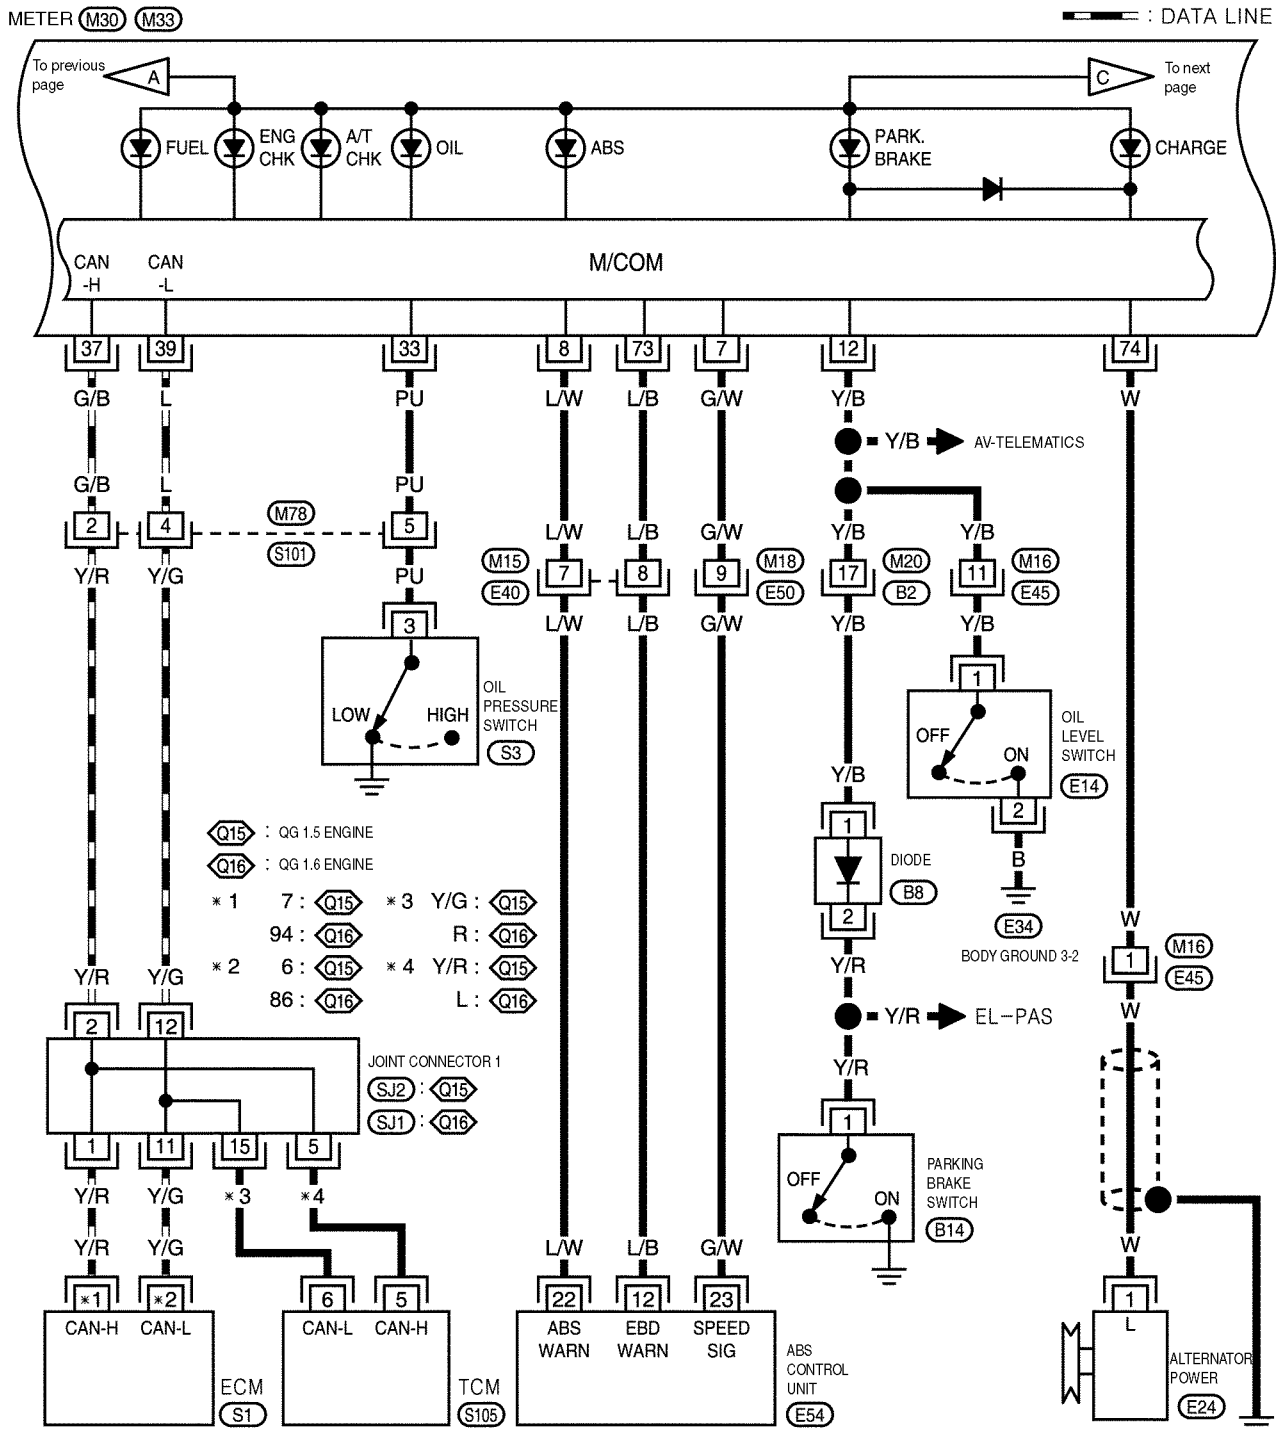 METER M30 M33
: DATA LINE
To previous page
A
C
To next page
FUEL
ENG CHK
A/T CHK
OIL
ABS
PARK. BRAKE
CHARGE
CAN -H
CAN -L
M/COM
37 39 33 8 73 7 12 74
G/B L PU L/W L/B G/W Y/B W
Y/B AV-TELEMATICS
G/B L PU
M78
2 4 5
S101
L/W L/B G/W Y/B Y/B
Y/R Y/G PU
M15 7 8 9 M18 17 M20 11 M16
E40 E50 B2 E45
L/W L/B G/W Y/B Y/B
3
LOW HIGH
OIL
PRESSURE
SWITCH
S3
1
OFF
ON
OIL
LEVEL
SWITCH
E14
2
B
E34
BODY GROUND 3-2
Y/B
1
DIODE
B8
2
Y/R
Y/R EL-PAS
Y/R
Q15 : QG 1.5 ENGINE
Q16 : QG 1.6 ENGINE
*1 7 : Q15 *3 Y/G : Q15
94 : Q16 R : Q16
*2 6 : Q15 *4 Y/R : Q15
86 : Q16 L : Q16
W
1 M16
E45
W
Y/R Y/G
2 12
JOINT CONNECTOR 1
SJ2 : Q15
SJ1 : Q16
1 11 15 5
Y/R Y/G *3 *4
1
OFF
ON
PARKING
BRAKE
SWITCH
B14
Y/R Y/G L/W L/B G/W W
*1 *2 6 5 22 12 23 1
CAN-H CAN-L CAN-L CAN-H
ABS WARN
EBD WARN
SPEED SIG
L
ECM
S1
TCM
S105
ABS
CONTROL
UNIT
E54
ALTERNATOR
POWER
E24